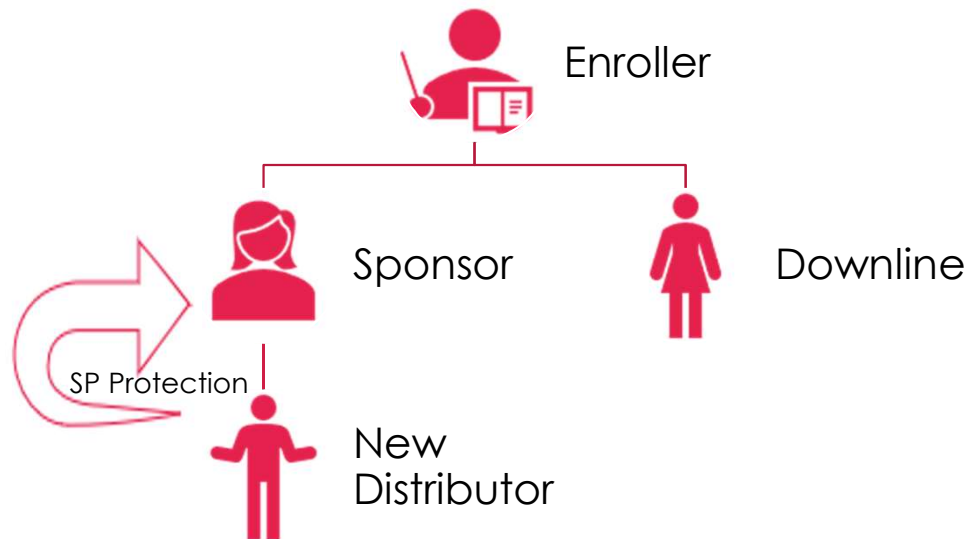 Enroller
Sponsor
Downline
SP Protection
New
Distributor